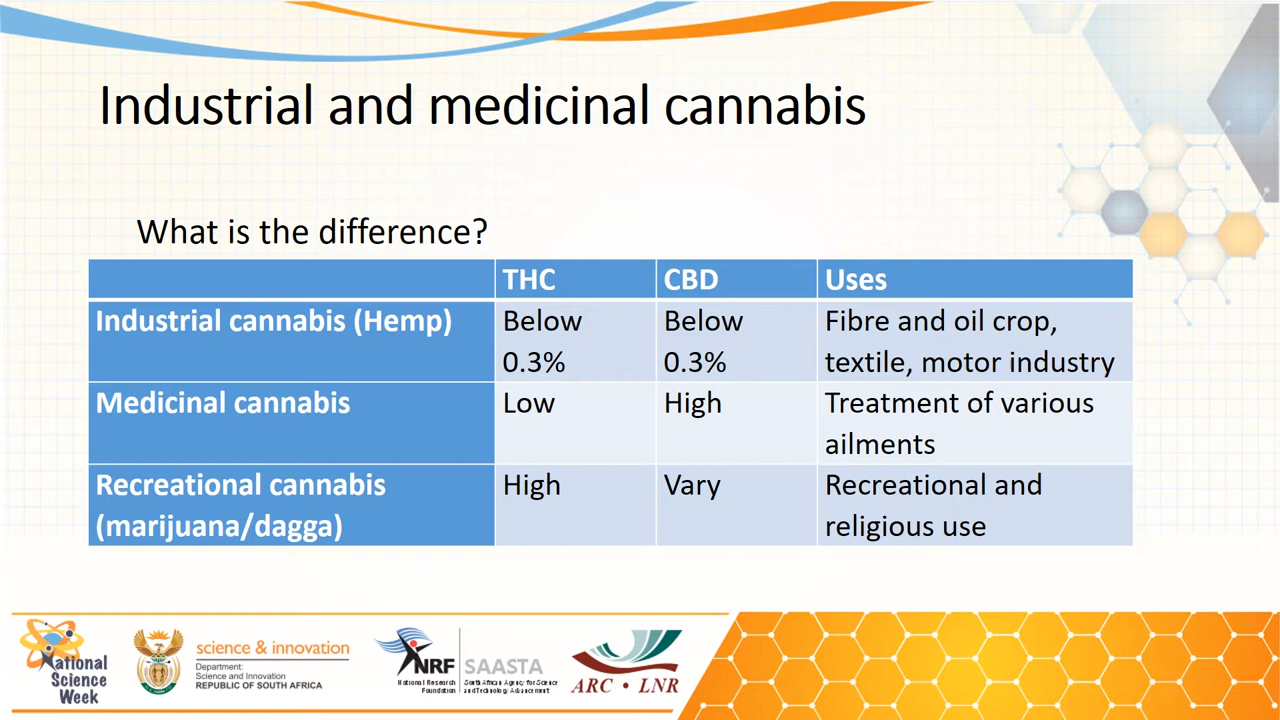 Industrial and medicinal cannabis
What is the difference?
THC CBD Uses
Industrial cannabis (Hemp) Below Below Fibre and oil crop,
0.3% 0.3% textile, motor industry
Medicinal cannabis Low High Treatment of various
ailments
Recreational cannabis High Vary Recreational and
(marijuana/dagga) religious use
National
Science
Week
science & innovation
Department:
Science and Innovation
REPUBLIC OF SOUTH AFRICA
NRF
National Research
Foundation
SAASTA
South African Agency for Science
and Technology Advancement
ARC • LNR